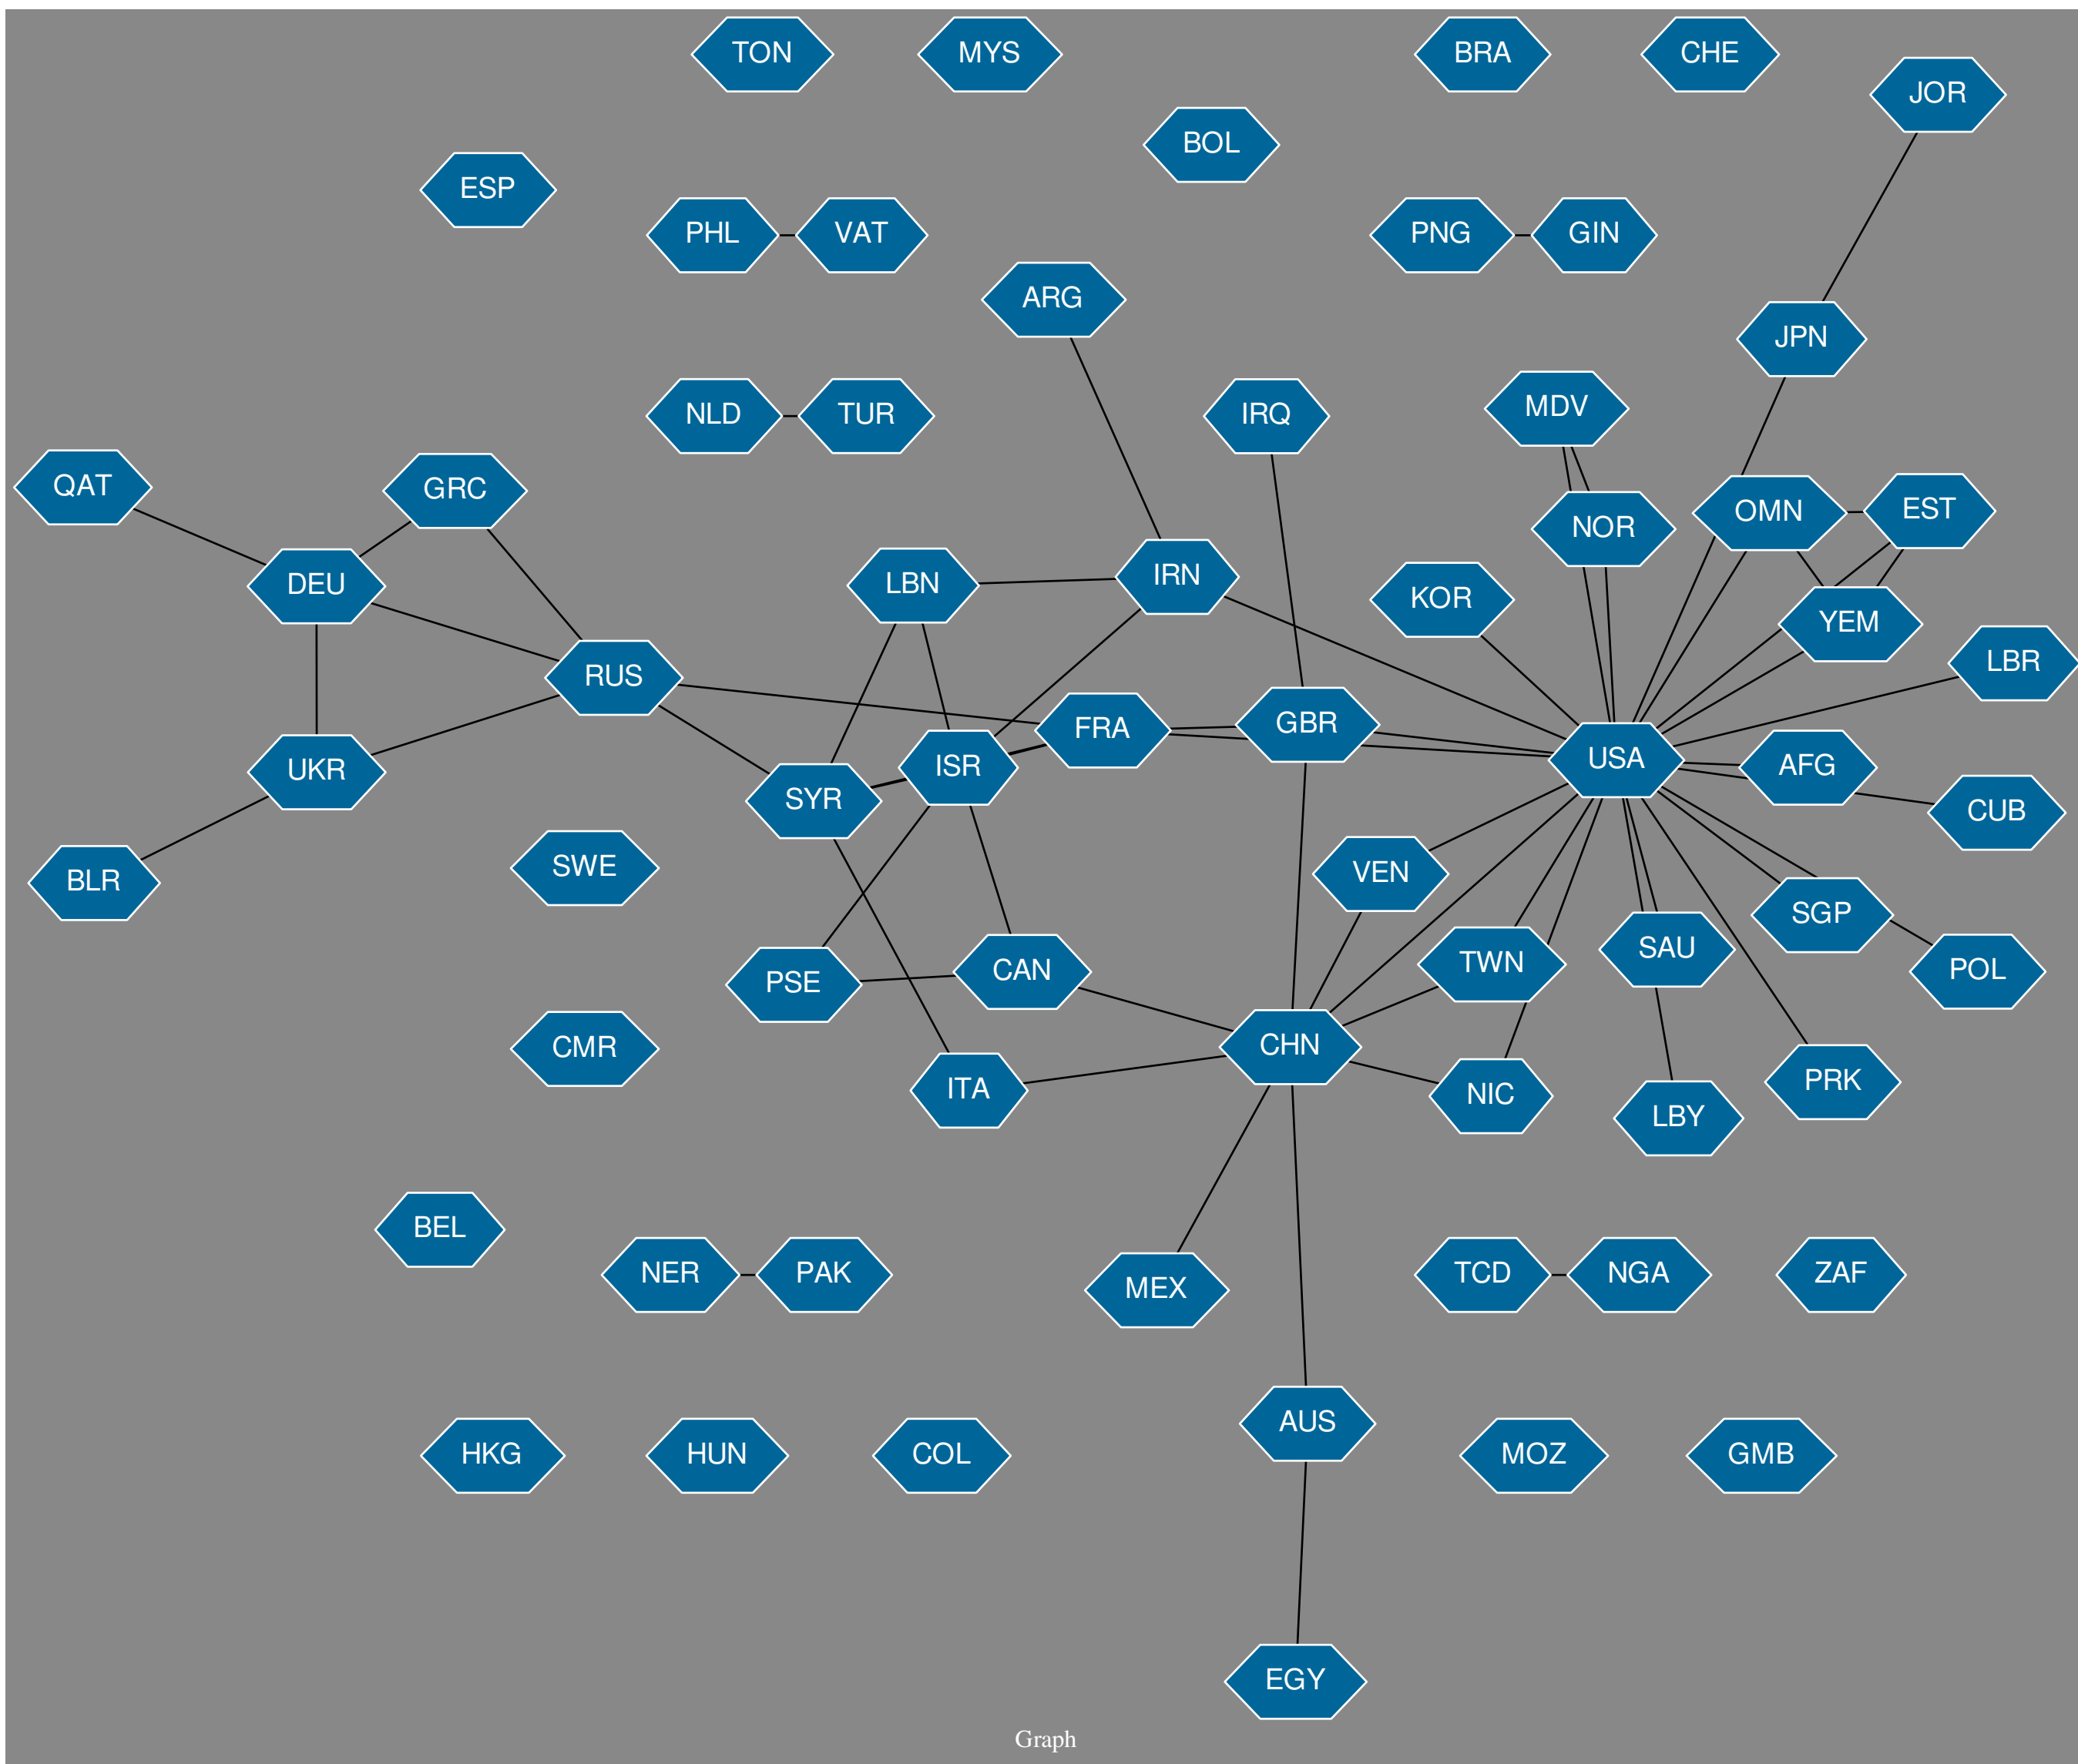 TON
MYS
BRA
CHE
JOR
BOL
ESP
PHL
VAT
PNG
GIN
ARG
JPN
MDV
NLD
TUR
IRQ
QAT
GRC
OMN
EST
NOR
DEU
LBN
IRN
KOR
YEM
LBR
RUS
FRA
GBR
USA
UKR
ISR
AFG
SYR
CUB
SWE
VEN
BLR
SGP
SAU
TWN
CAN
POL
PSE
CMR
CHN
PRK
ITA
NIC
LBY
BEL
NER
PAK
MEX
TCD
NGA
ZAF
AUS
HKG
HUN
COL
MOZ
GMB
EGY
Graph